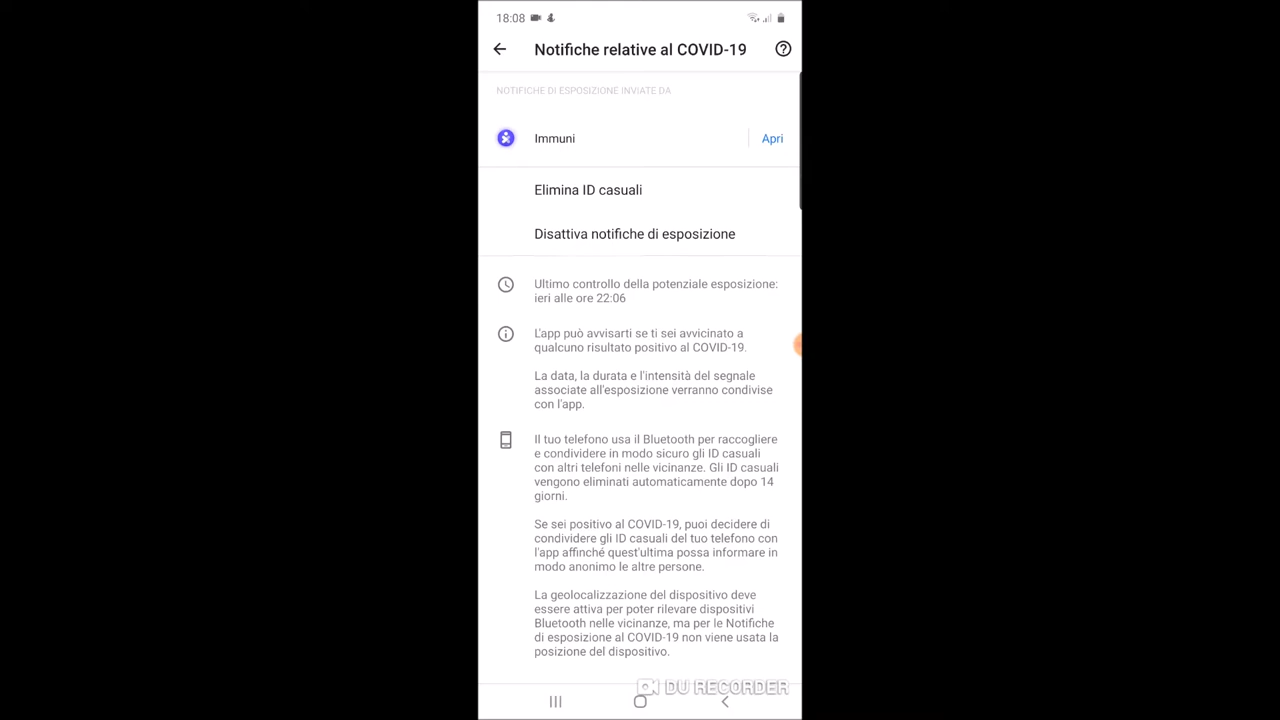 18:08
Notifiche relative al COVID-19
NOTIFICHE DI ESPOSIZIONE INVIATE DA
Immuni
Apri
Elimina ID casuali
Disattiva notifiche di esposizione
Ultimo controllo della potenziale esposizione:
ieri alle ore 22:06
L'app può avvisarti se ti sei avvicinato a
qualcuno risultato positivo al COVID-19.
La data, la durata e l'intensità del segnale
associate all'esposizione verranno condivise
con l'app.
Il tuo telefono usa il Bluetooth per raccogliere
e condividere in modo sicuro gli ID casuali
con altri telefoni nelle vicinanze. Gli ID casuali
vengono eliminati automaticamente dopo 14
giorni.
Se sei positivo al COVID-19, puoi decidere di
condividere gli ID casuali del tuo telefono con
l'app affinché quest'ultima possa informare in
modo anonimo le altre persone.
La geolocalizzazione del dispositivo deve
essere attiva per poter rilevare dispositivi
Bluetooth nelle vicinanze, ma per le Notifiche
di esposizione al COVID-19 non viene usata la
posizione del dispositivo.
DU RECORDER